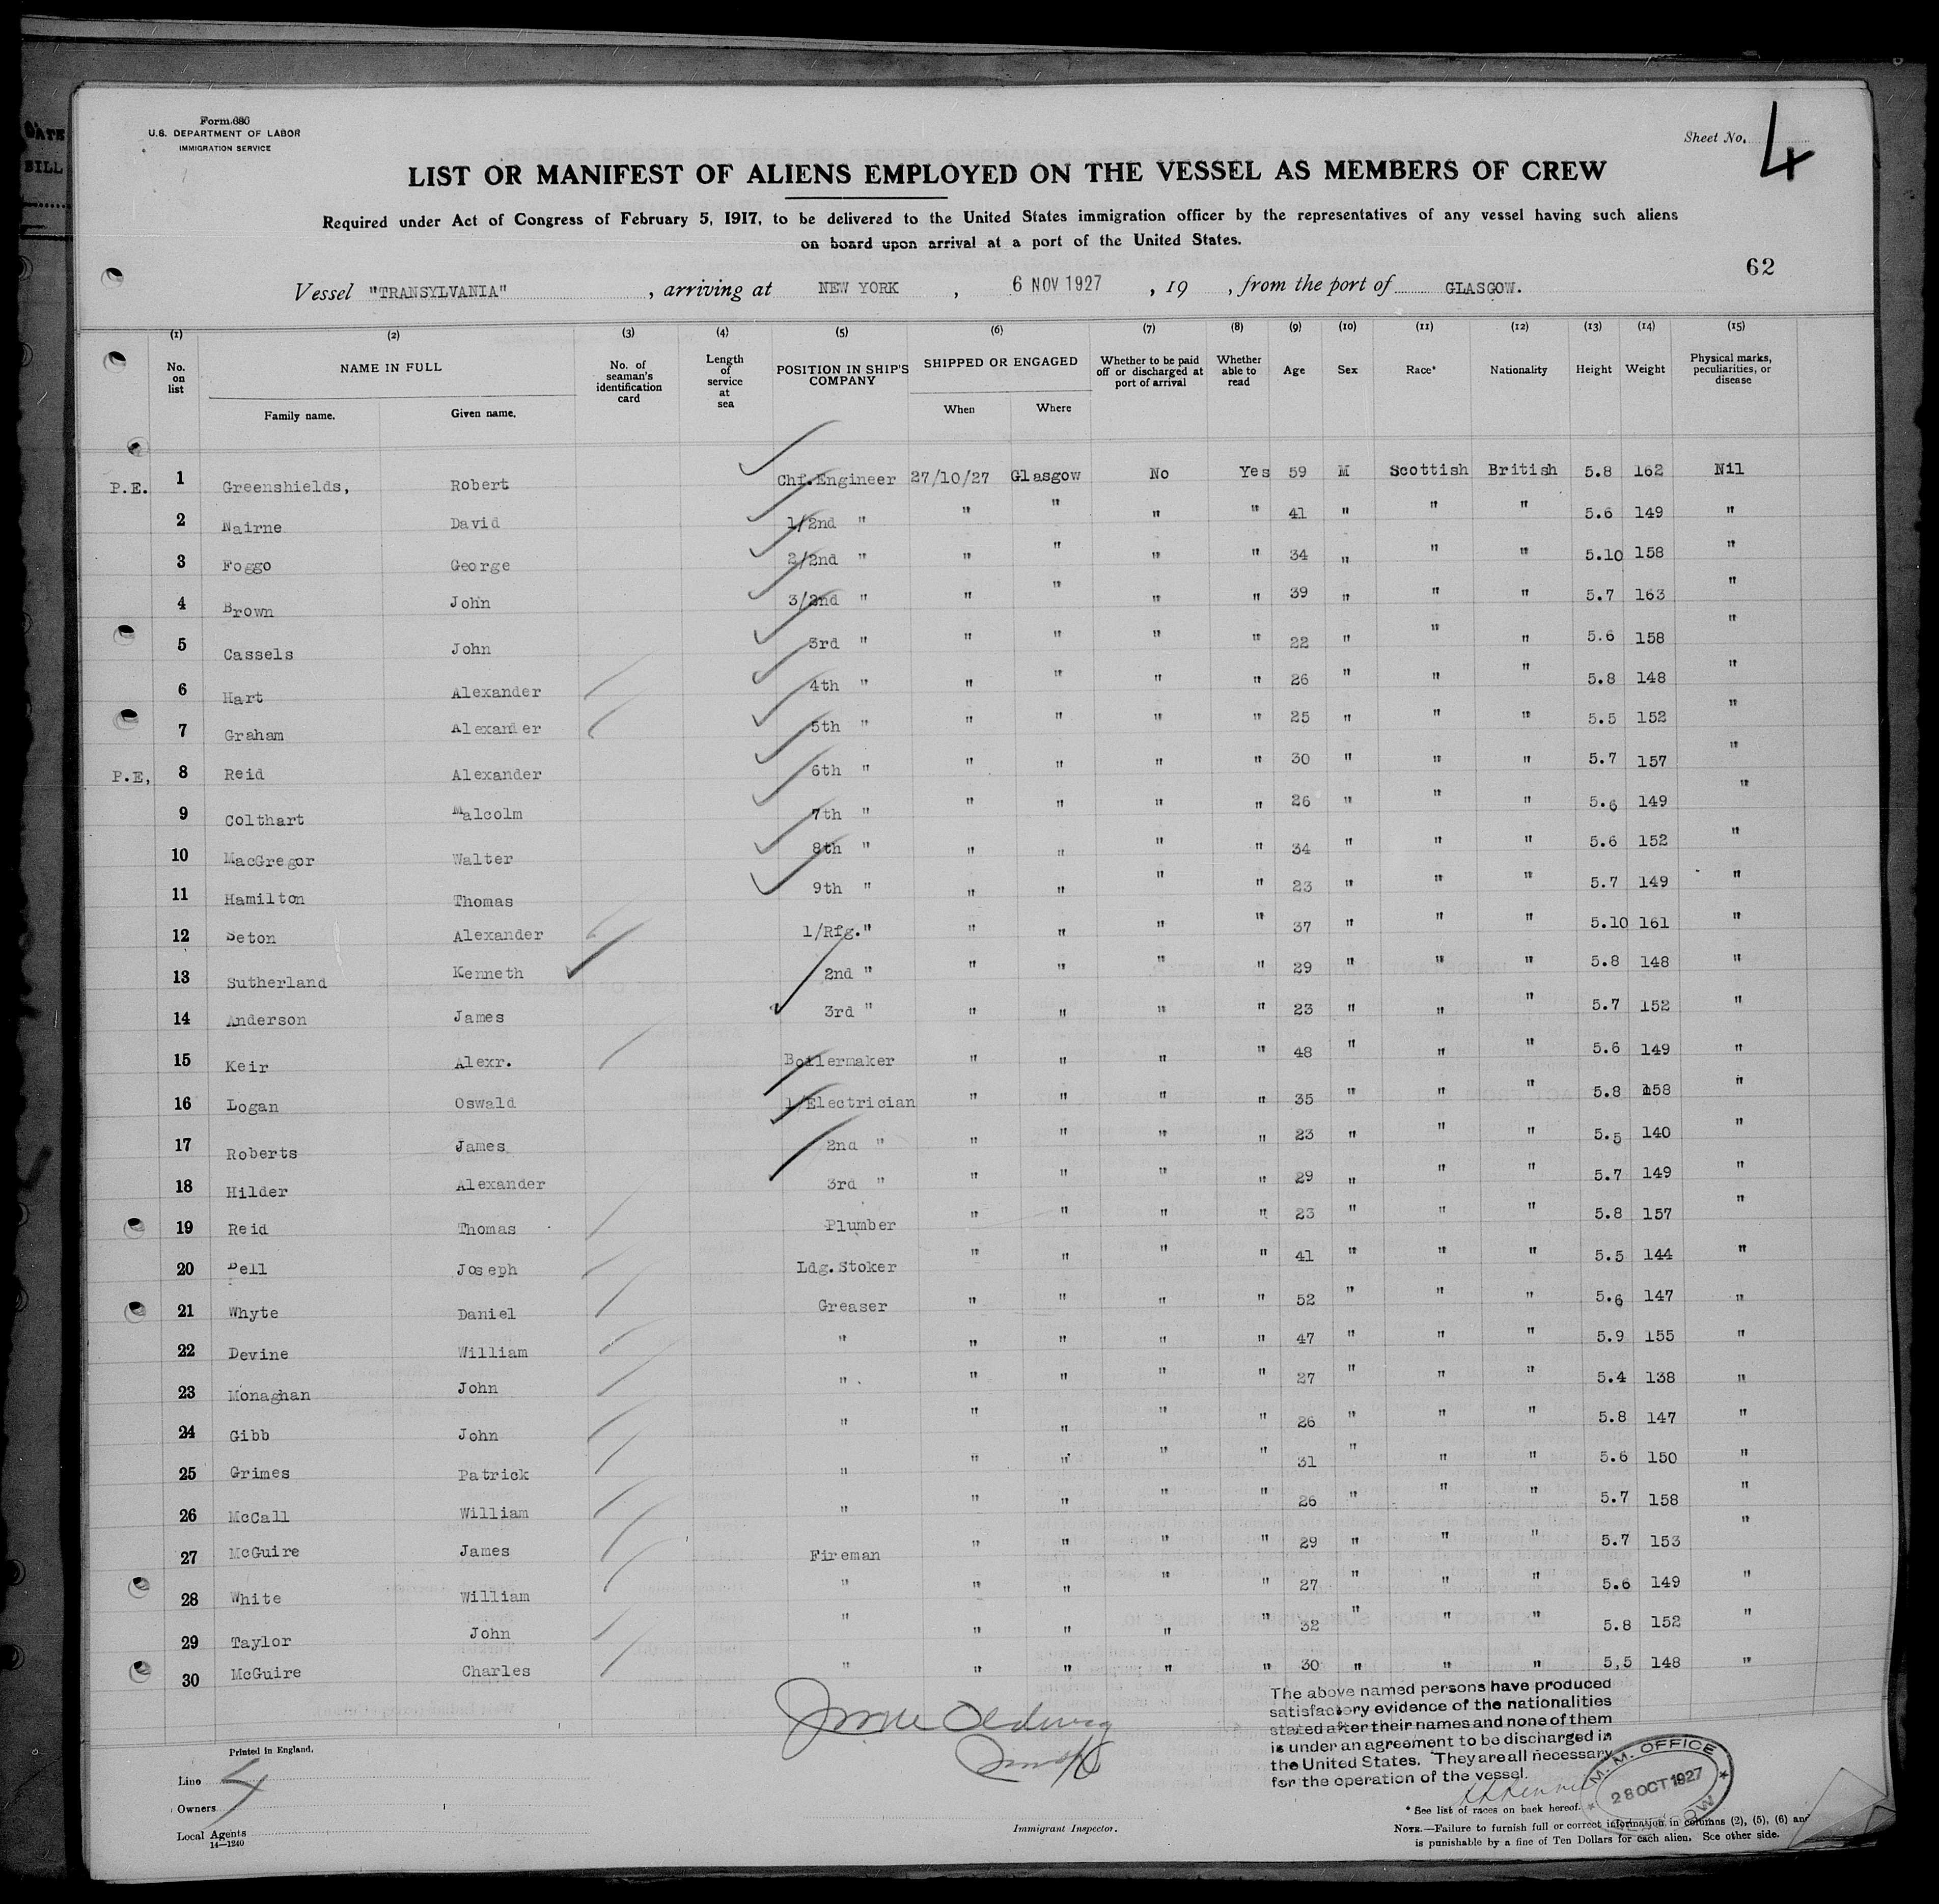 Form 686
U.S. DEPARTMENT OF LABOR
IMMIGRATION SERVICE
Sheet No. 4
LIST OR MANIFEST OF ALIENS EMPLOYED ON THE VESSEL AS MEMBERS OF CREW
Required under Act of Congress of February 5, 1917, to be delivered to the United States immigration officer by the representatives of any vessel having such aliens
on board upon arrival at a port of the United States.
62
Vessel "TRANSYLVANIA", arriving at NEW YORK, 6 NOV 1927, 19 , from the port of GLASGOW.
(1) (2) (3) (4) (5) (6) (7) (8) (9) (10) (11) (12) (13) (14) (15)
No. on list NAME IN FULL Family name. Given name. No. of seaman's identification card Length of service at sea POSITION IN SHIP'S COMPANY SHIPPED OR ENGAGED When Where Whether to be paid off or discharged at port of arrival Whether able to read Age Sex Race* Nationality Height Weight Physical marks, peculiarities, or disease
P.E. 1 Greenshields, Robert Chf.Engineer 27/10/27 Glasgow No Yes 59 M Scottish British 5.8 162 Nil
2 Nairne David 1/2nd " " " " " 41 " " " 5.6 149 "
3 Foggo George 2/2nd " " " " " 34 " " " 5.10 158 "
4 Brown John 3/2nd " " " " " 39 " " " 5.7 163 "
5 Cassels John 3rd " " " " " 22 " " " 5.6 158 "
6 Hart Alexander 4th " " " " " 26 " " " 5.8 148 "
7 Graham Alexander 5th " " " " " 25 " " " 5.5 152 "
P.E, 8 Reid Alexander 6th " " " " " 30 " " " 5.7 157 "
9 Colthart Malcolm 7th " " " " " 26 " " " 5.6 149 "
10 MacGregor Walter 8th " " " " " 34 " " " 5.6 152 "
11 Hamilton Thomas 9th " " " " " 23 " " " 5.7 149 "
12 Seton Alexander 1/Rfg." " " " " 37 " " " 5.10 161 "
13 Sutherland Kenneth 2nd " " " " " 29 " " " 5.8 148 "
14 Anderson James 3rd " " " " " 23 " " " 5.7 152 "
15 Keir Alexr. Boilermaker " " " " 48 " " " 5.6 149 "
16 Logan Oswald 1/Electrician " " " " 35 " " " 5.8 158 "
17 Roberts James 2nd " " " " " 23 " " " 5.5 140 "
18 Hilder Alexander 3rd " " " " " 29 " " " 5.7 149 "
19 Reid Thomas Plumber " " " " 23 " " " 5.8 157 "
20 Bell Joseph Ldg.Stoker " " " " 41 " " " 5.5 144 "
21 Whyte Daniel Greaser " " " " 52 " " " 5.6 147 "
22 Devine William " " " " " 47 " " " 5.9 155 "
23 Monaghan John " " " " " 27 " " " 5.4 138 "
24 Gibb John " " " " " 26 " " " 5.8 147 "
25 Grimes Patrick " " " " " 31 " " " 5.6 150 "
26 McCall William " " " " " 26 " " " 5.7 158 "
27 McGuire James Fireman " " " " 29 " " " 5.7 153 "
28 White William " " " " " 27 " " " 5.6 149 "
29 Taylor John " " " " " 32 " " " 5.8 152 "
30 McGuire Charles " " " " " 30 " " " 5,5 148 "
The above named persons have produced
satisfactory evidence of the nationalities
stated after their names and none of them
is under an agreement to be discharged in
the United States. They are all necessary
for the operation of the vessel.
M. M. OFFICE
28 OCT 1927
Printed in England.
Line 4
Owners
Local Agents
14—1240
Immigrant Inspector.
* See list of races on back hereof.
NOTE.—Failure to furnish full or correct information in columns (2), (5), (6) and
is punishable by a fine of Ten Dollars for each alien. See other side.